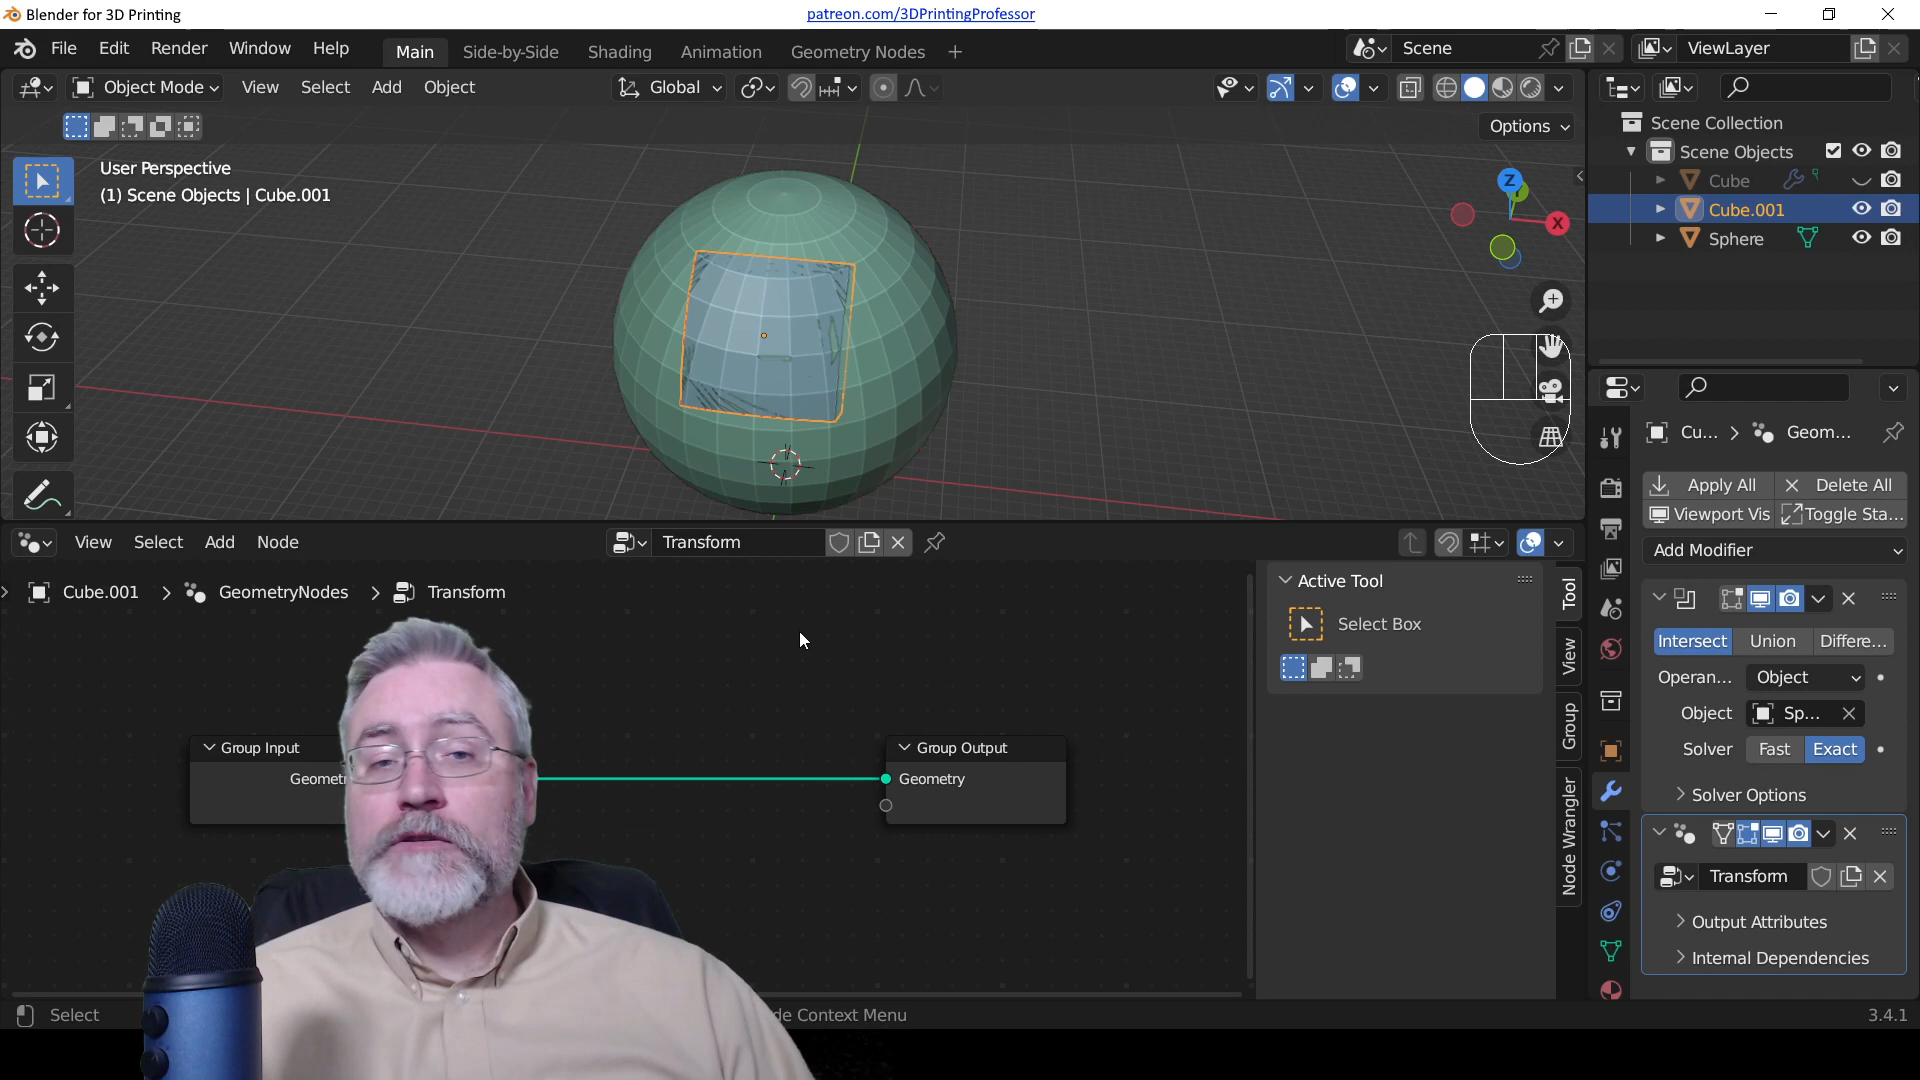 Blender for 3D Printing
patreon.com/3DPrintingProfessor
File Edit Render Window Help
Main Side-by-Side Shading Animation Geometry Nodes +
Scene
ViewLayer
Object Mode View Select Add Object
Global
Options
User Perspective
(1) Scene Objects | Cube.001
Z
X
Scene Collection
Scene Objects
Cube
Cube.001
Sphere
Cu... > Geom...
Apply All Delete All
Viewport Vis Toggle Sta...
Add Modifier
Intersect Union Differe...
Operan... Object
Object Sp...
Solver Fast Exact
Solver Options
Transform
Output Attributes
Internal Dependencies
View Select Add Node
Transform
Cube.001 > GeometryNodes > Transform
Active Tool
Select Box
Tool
View
Group
Node Wrangler
Group Input
Geometr
Group Output
Geometry
Select
de Context Menu
3.4.1